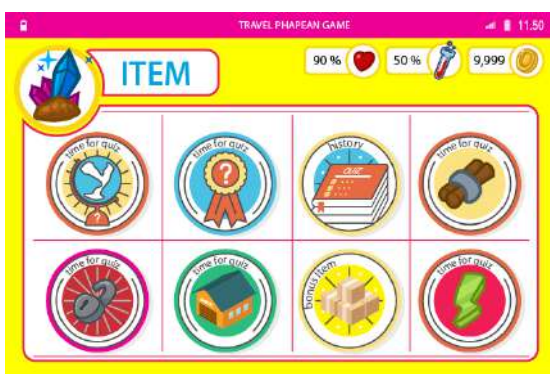 TRAVEL PHAPEAN GAME
11.50
ITEM
90 %
50 %
9,999
time for quiz
?
?
time for quiz
?
history
QUIZ
time for quiz
time for quiz
time for quiz
bonus item
time for quiz